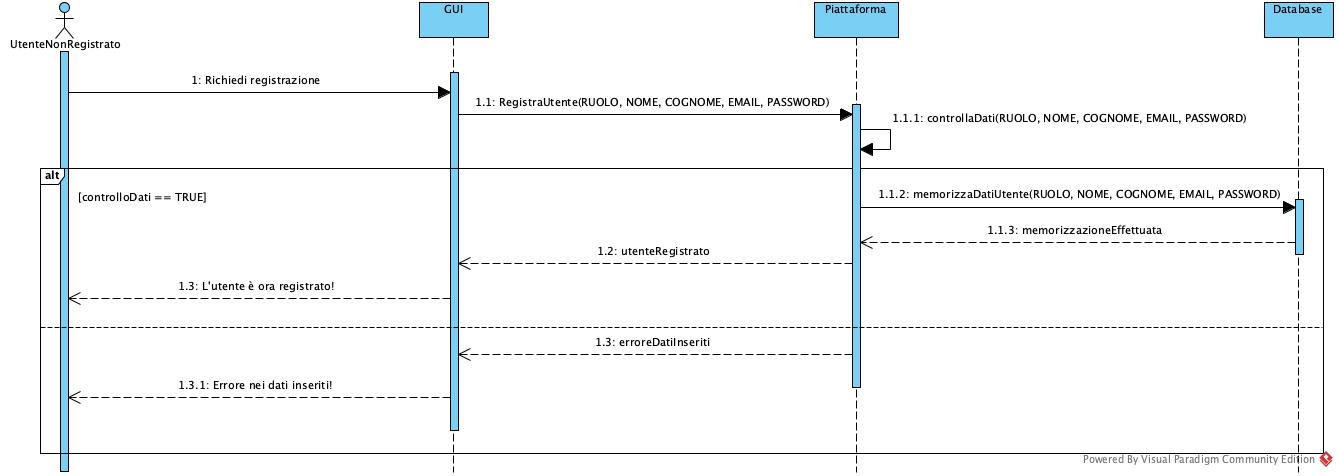 GUI
Piattaforma
Database
UtenteNonRegistrato
1: Richiedi registrazione
1.1: RegistraUtente(RUOLO, NOME, COGNOME, EMAIL, PASSWORD)
1.1.1: controllaDati(RUOLO, NOME, COGNOME, EMAIL, PASSWORD)
alt
[controlloDati == TRUE]
1.1.2: memorizzaDatiUtente(RUOLO, NOME, COGNOME, EMAIL, PASSWORD)
1.1.3: memorizzazioneEffettuata
1.2: utenteRegistrato
1.3: L'utente è ora registrato!
1.3: erroreDatiInseriti
1.3.1: Errore nei dati inseriti!
Powered By Visual Paradigm Community Edition